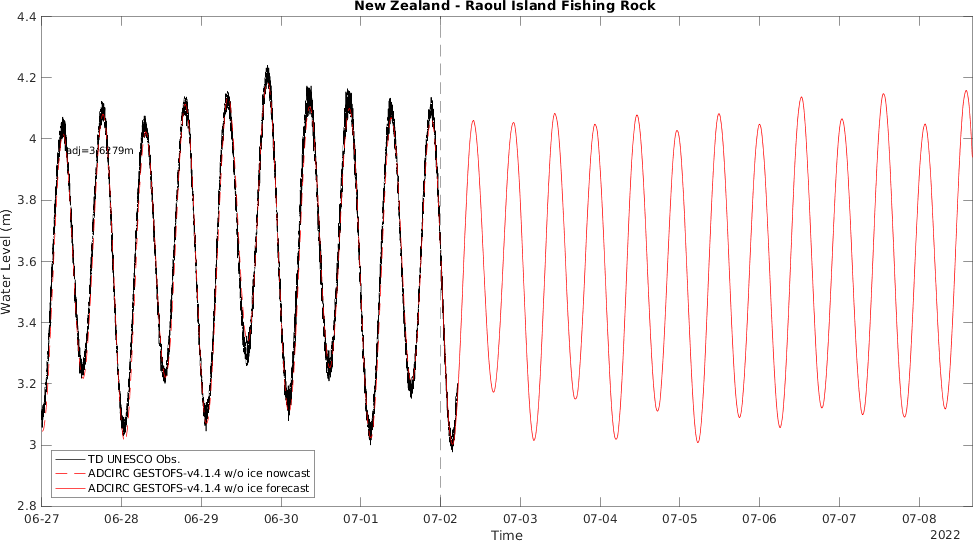 New Zealand - Raoul Island Fishing Rock
4.4
4.2
4
3.8
3.6
3.4
3.2
3
2.8
Water Level (m)
adj=3.6279m
TD UNESCO Obs.
ADCIRC GESTOFS-v4.1.4 w/o ice nowcast
ADCIRC GESTOFS-v4.1.4 w/o ice forecast
06-27 06-28 06-29 06-30 07-01 07-02 07-03 07-04 07-05 07-06 07-07 07-08
2022
Time